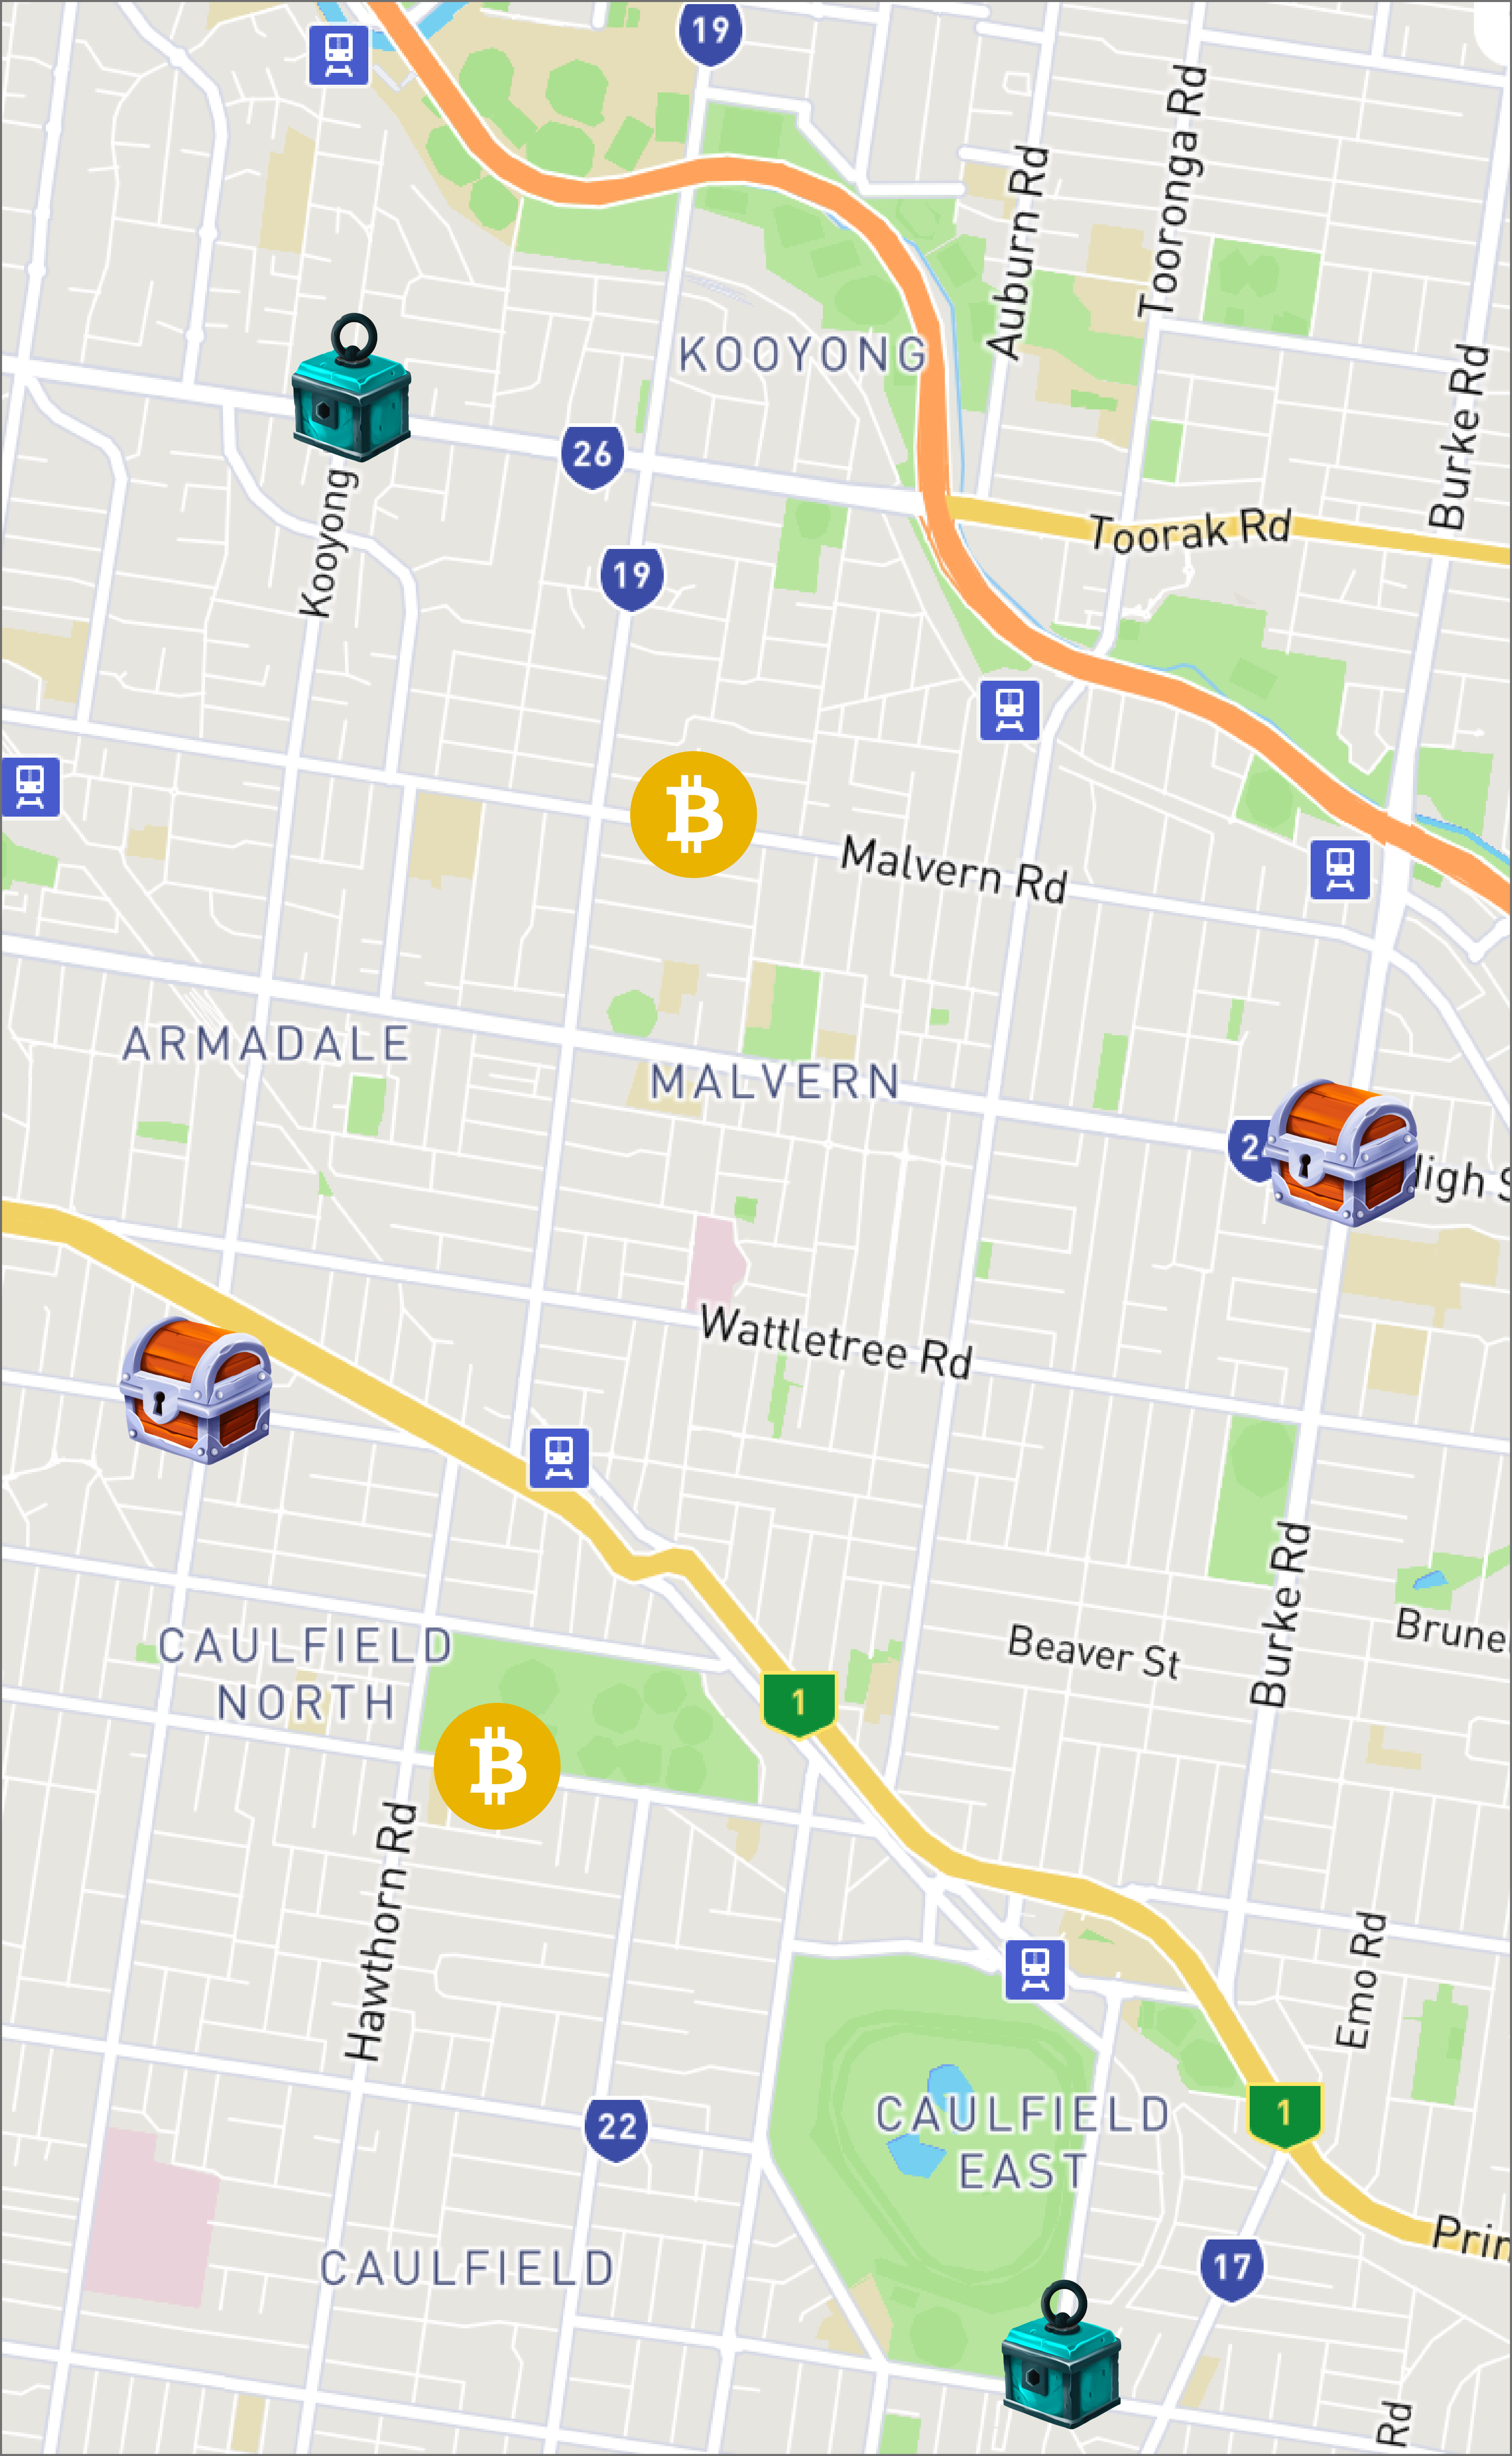 19
Auburn Rd
Tooronga Rd
KOOYONG
Burke Rd
26
Kooyong
Toorak Rd
19
Malvern Rd
ARMADALE
MALVERN
Wattletree Rd
CAULFIELD
NORTH
Beaver St
Burke Rd
Brune
1
Hawthorn Rd
Emo Rd
22
CAULFIELD
EAST
1
Prin
CAULFIELD
17
Rd